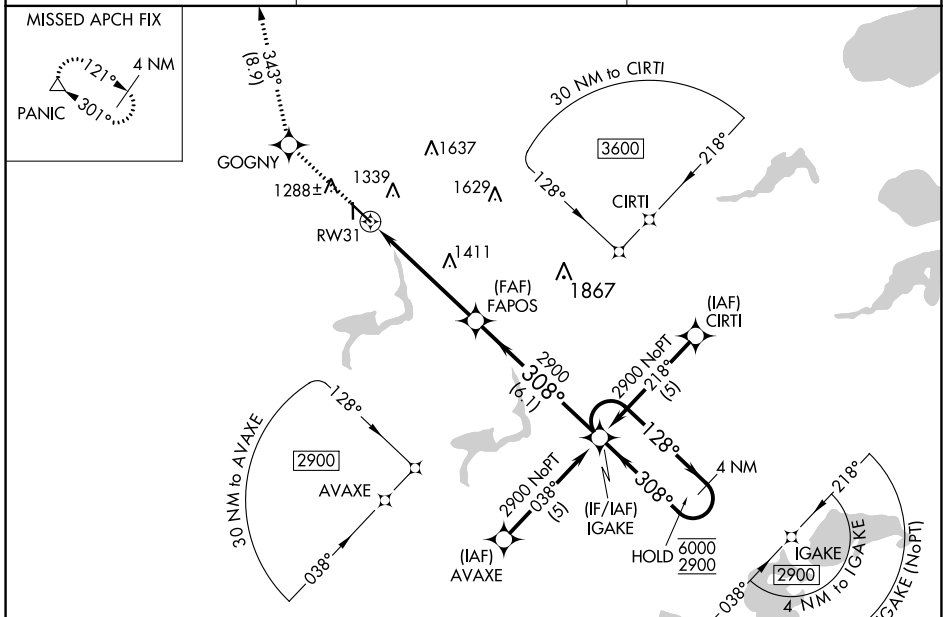 MISSED APCH FIX
121°
4 NM
PANIC
301°
343°
(8.9)
GOGNY
1637
1288±
1339
1629
RW31
1411
1867
30 NM to CIRTI
3600
128°
218°
CIRTI
(FAF)
FAPOS
(IAF)
CIRTI
2900
308°
(6.1)
2900 NoPT
218°
(5)
128°
30 NM to AVAXE
128°
2900
AVAXE
038°
2900 NoPT
038°
(5)
(IAF)
AVAXE
(IF/IAF)
IGAKE
308°
4 NM
HOLD
6000
2900
218°
IGAKE
2900
038°
4 NM to IGAKE
IGAKE (NoPT)